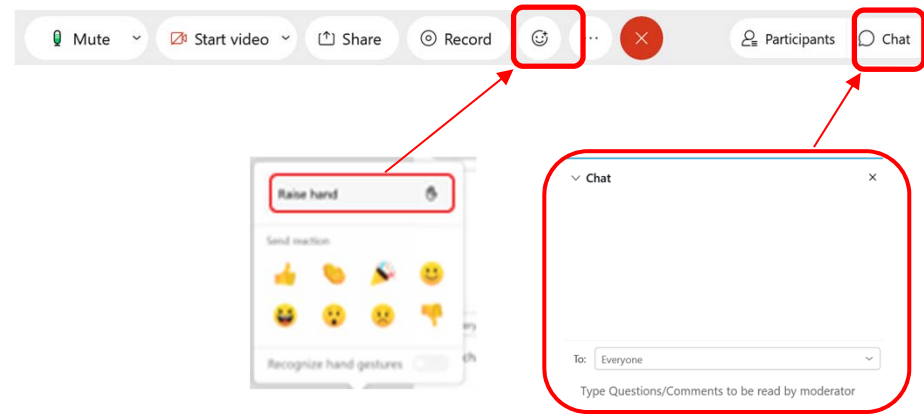 Mute
Start video
Share
Record
Participants
Chat
Raise hand
Send reaction
Recognize hand gestures
Chat
To: Everyone
Type Questions/Comments to be read by moderator